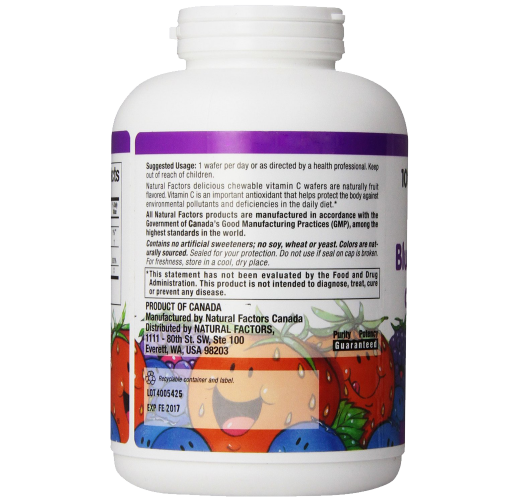 Suggested Usage: 1 wafer per day or as directed by a health professional. Keep
out of reach of children.
Natural Factors delicious chewable vitamin C wafers are naturally fruit
flavored. Vitamin C is an important antioxidant that helps protect the body against
environmental pollutants and deficiencies in the daily diet.*
All Natural Factors products are manufactured in accordance with the
Government of Canada's Good Manufacturing Practices (GMP), among the
highest standards in the world.
Contains no artificial sweeteners; no soy, wheat or yeast. Colors are nat-
urally sourced. Sealed for your protection. Do not use if seal on cap is broken.
For freshness, store in a cool, dry place.
*This statement has not been evaluated by the Food and Drug
Administration. This product is not intended to diagnose, treat, cure
or prevent any disease.
PRODUCT OF CANADA
Manufactured by Natural Factors Canada
Distributed by NATURAL FACTORS,
1111 - 80th St. SW, Ste 100
Everett, WA, USA 98203
Purity & Potency
Guaranteed
Recyclable container and label.
LOT 4005425
EXP FE 2017